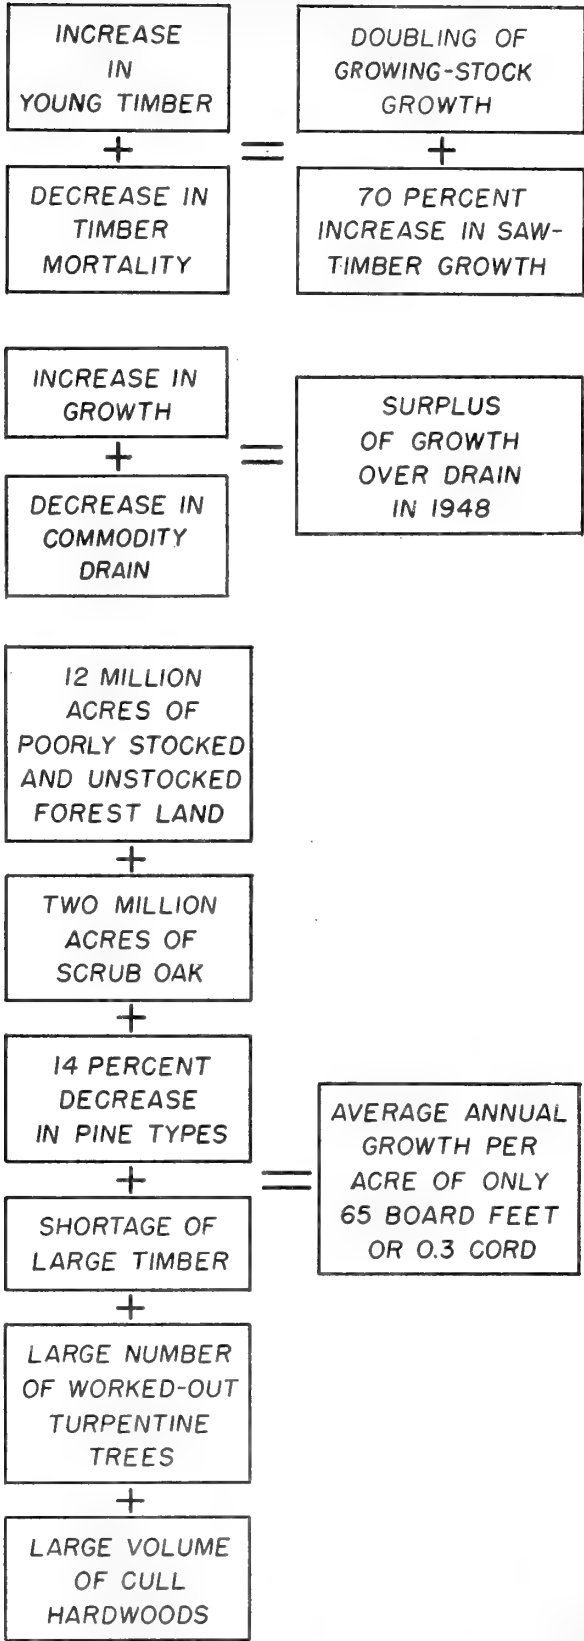 INCREASE
IN
YOUNG TIMBER
+
DECREASE IN
TIMBER
MORTALITY
=
DOUBLING OF
GROWING-STOCK
GROWTH
+
70 PERCENT
INCREASE IN SAW-
TIMBER GROWTH
INCREASE IN
GROWTH
+
DECREASE IN
COMMODITY
DRAIN
=
SURPLUS
OF GROWTH
OVER DRAIN
IN 1948
12 MILLION
ACRES OF
POORLY STOCKED
AND UNSTOCKED
FOREST LAND
+
TWO MILLION
ACRES OF
SCRUB OAK
+
14 PERCENT
DECREASE
IN PINE TYPES
+
SHORTAGE OF
LARGE TIMBER
+
LARGE NUMBER
OF WORKED-OUT
TURPENTINE
TREES
+
LARGE VOLUME
OF CULL
HARDWOODS
=
AVERAGE ANNUAL
GROWTH PER
ACRE OF ONLY
65 BOARD FEET
OR 0.3 CORD